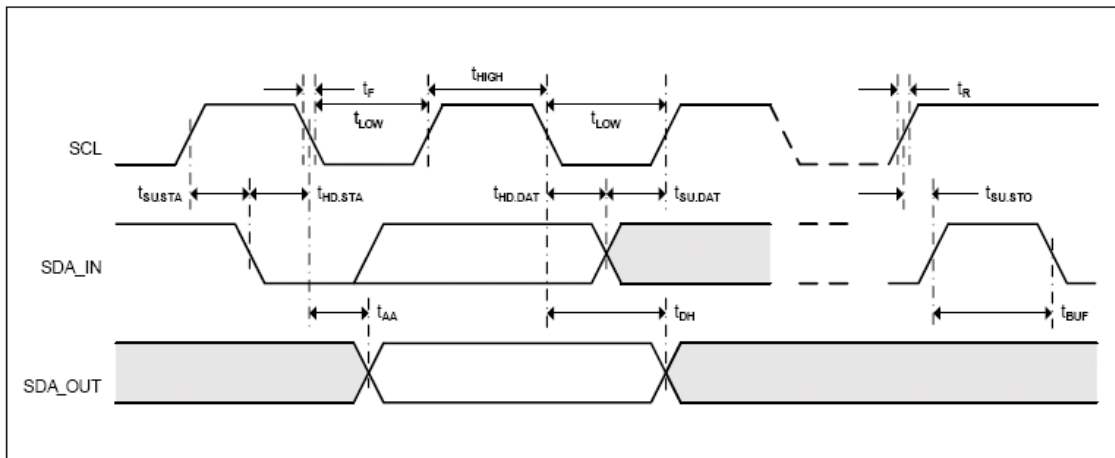 tHIGH
tF
tR
tLOW
tLOW
SCL
tSU.STA
tHD.STA
tHD.DAT
tSU.DAT
tSU.STO
SDA_IN
tAA
tDH
tBUF
SDA_OUT